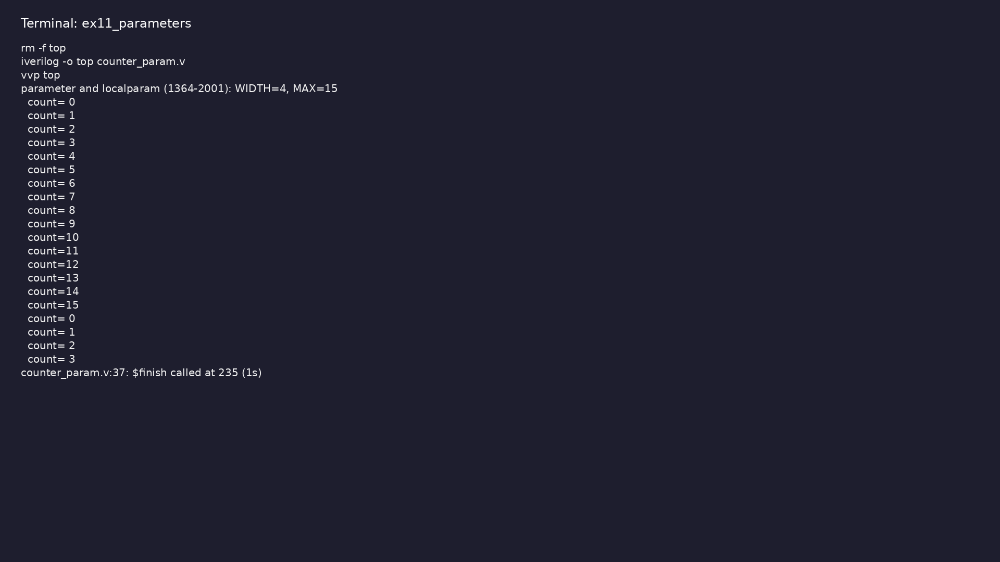 Terminal: ex11_parameters
rm -f top
iverilog -o top counter_param.v
vvp top
parameter and localparam (1364-2001): WIDTH=4, MAX=15
  count= 0
  count= 1
  count= 2
  count= 3
  count= 4
  count= 5
  count= 6
  count= 7
  count= 8
  count= 9
  count=10
  count=11
  count=12
  count=13
  count=14
  count=15
  count= 0
  count= 1
  count= 2
  count= 3
counter_param.v:37: $finish called at 235 (1s)